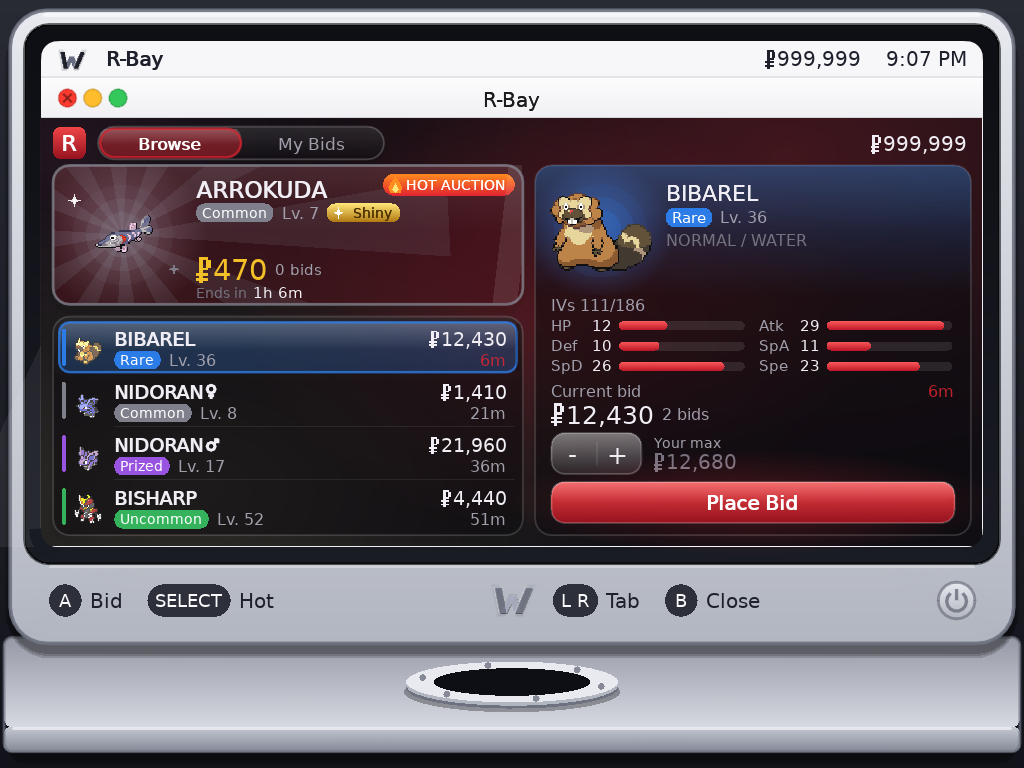 W R-Bay ₽999,999 9:07 PM
R-Bay
R Browse My Bids ₽999,999
ARROKUDA HOT AUCTION
Common Lv. 7 Shiny
₽470 0 bids
Ends in 1h 6m
BIBAREL ₽12,430
Rare Lv. 36 6m
NIDORAN♀ ₽1,410
Common Lv. 8 21m
NIDORAN♂ ₽21,960
Prized Lv. 17 36m
BISHARP ₽4,440
Uncommon Lv. 52 51m
BIBAREL
Rare Lv. 36
NORMAL / WATER
IVs 111/186
HP 12 Atk 29
Def 10 SpA 11
SpD 26 Spe 23
Current bid 6m
₽12,430 2 bids
- + Your max
₽12,680
Place Bid
A Bid SELECT Hot W L R Tab B Close